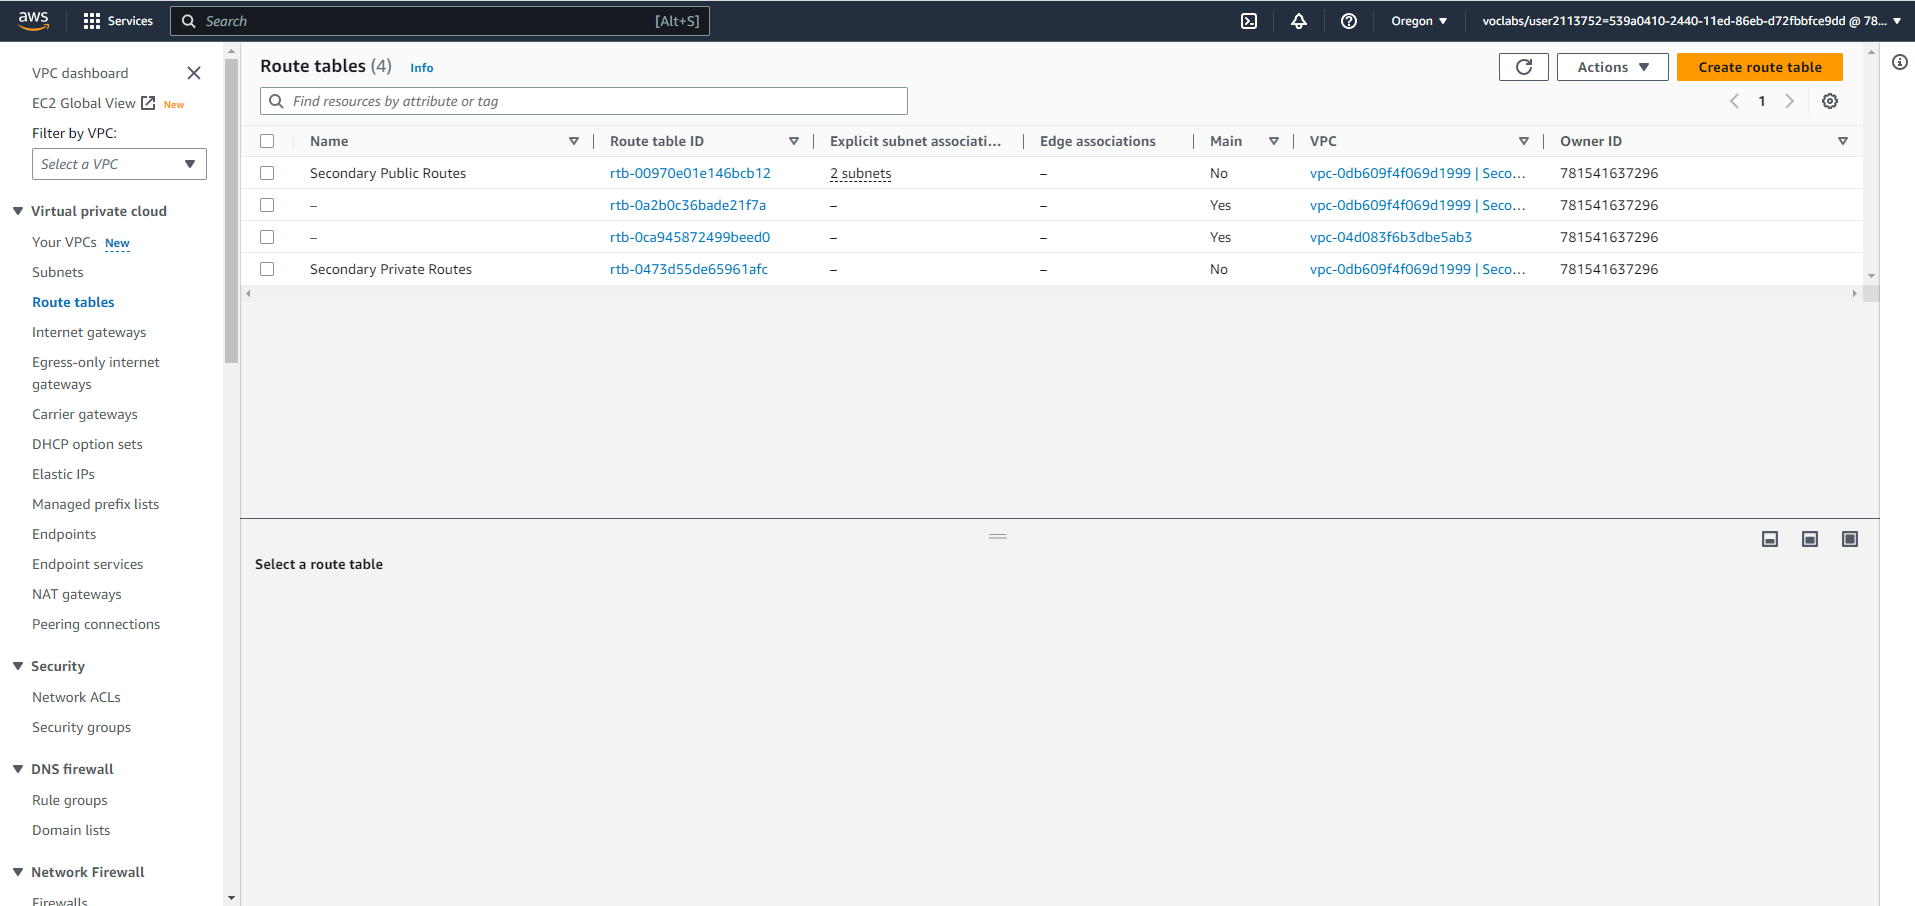 aws
Services
Search [Alt+S]
Oregon
voclabs/user2113752=539a0410-2440-11ed-86eb-d72fbbfce9dd @ 78...
VPC dashboard
EC2 Global View New
Filter by VPC:
Select a VPC
Virtual private cloud
Your VPCs New
Subnets
Route tables
Internet gateways
Egress-only internet
gateways
Carrier gateways
DHCP option sets
Elastic IPs
Managed prefix lists
Endpoints
Endpoint services
NAT gateways
Peering connections
Security
Network ACLs
Security groups
DNS firewall
Rule groups
Domain lists
Network Firewall
Firewalls
Route tables (4) Info
Actions
Create route table
Find resources by attribute or tag
1
Name Route table ID Explicit subnet associati... Edge associations Main VPC Owner ID
Secondary Public Routes rtb-00970e01e146bcb12 2 subnets – No vpc-0db609f4f069d1999 | Seco... 781541637296
– rtb-0a2b0c36bade21f7a – – Yes vpc-0db609f4f069d1999 | Seco... 781541637296
– rtb-0ca945872499beed0 – – Yes vpc-04d083f6b3dbe5ab3 781541637296
Secondary Private Routes rtb-0473d55de65961afc – – No vpc-0db609f4f069d1999 | Seco... 781541637296
Select a route table